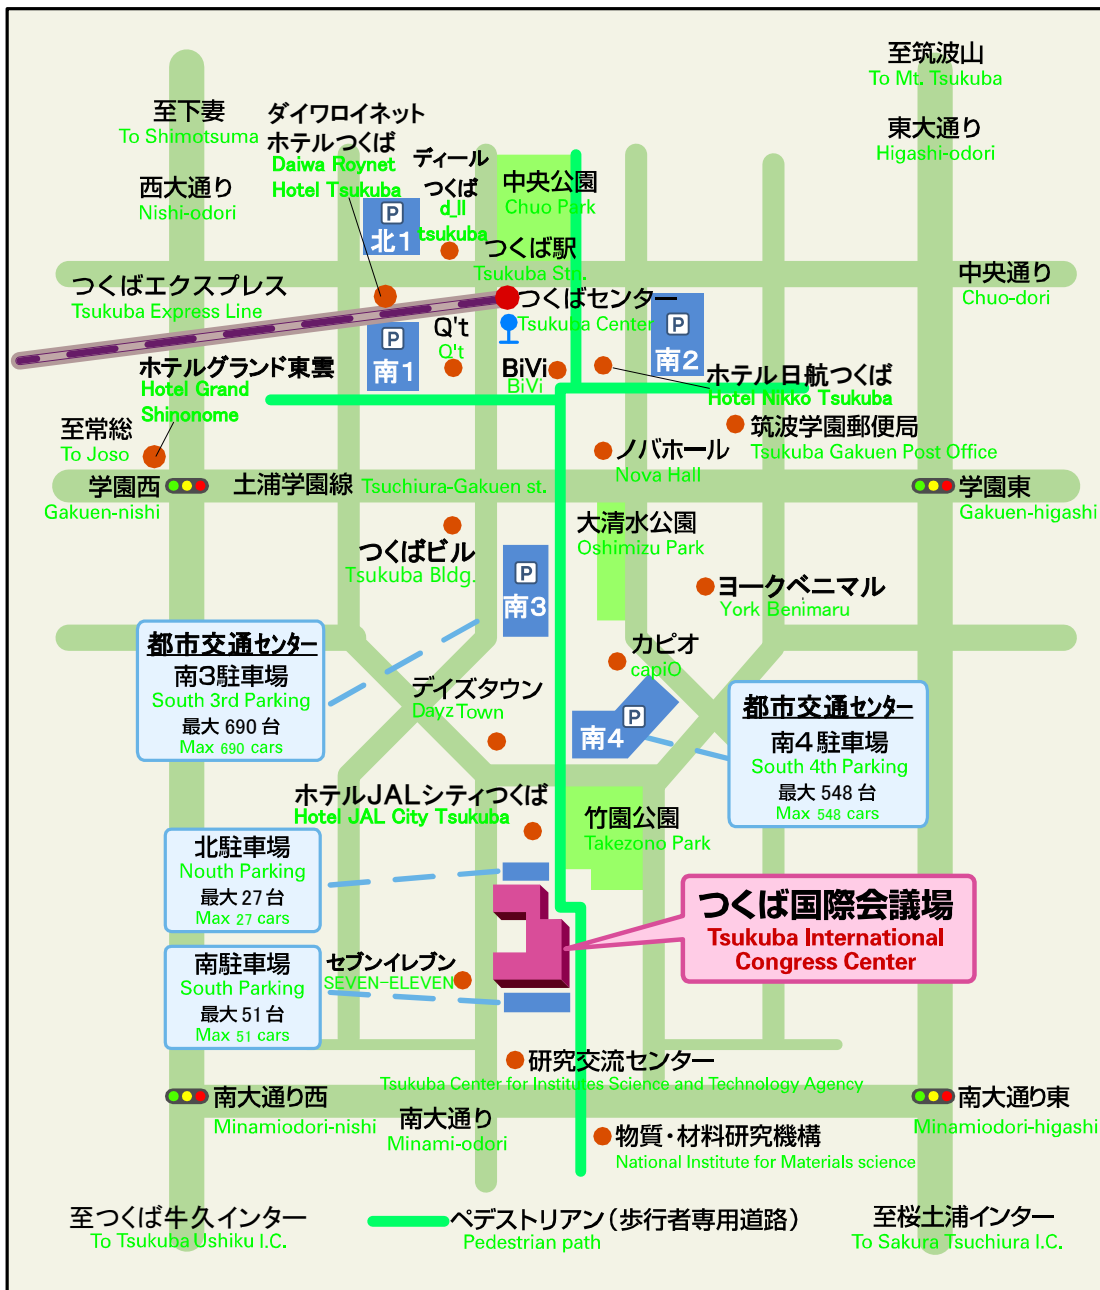 至筑波山
To Mt. Tsukuba
至下妻
To Shimotsuma
ダイワロイネット
ホテルつくば
Daiwa Roynet
Hotel Tsukuba
東大通り
Higashi-odori
ディール
つくば
d_ll
tsukuba
中央公園
Chuo Park
西大通り
Nishi-odori
P
北1
つくば駅
Tsukuba Stn.
中央通り
Chuo-dori
つくばエクスプレス
Tsukuba Express Line
つくばセンター
Tsukuba Center
P
南1
Q't
Q't
P
南2
BiVi
BiVi
ホテルグランド東雲
Hotel Grand
Shinonome
ホテル日航つくば
Hotel Nikko Tsukuba
至常総
To Joso
筑波学園郵便局
Tsukuba Gakuen Post Office
ノバホール
Nova Hall
学園西
Gakuen-nishi
土浦学園線 Tsuchiura-Gakuen st.
学園東
Gakuen-higashi
大清水公園
Oshimizu Park
つくばビル
Tsukuba Bldg.
P
南3
ヨークベニマル
York Benimaru
都市交通センター
南3駐車場
South 3rd Parking
最大 690 台
Max 690 cars
カピオ
capiO
デイズタウン
Dayz Town
P
南4
都市交通センター
南4駐車場
South 4th Parking
最大 548 台
Max 548 cars
ホテルJALシティつくば
Hotel JAL City Tsukuba
竹園公園
Takezono Park
北駐車場
Nouth Parking
最大 27 台
Max 27 cars
つくば国際会議場
Tsukuba International
Congress Center
南駐車場
South Parking
最大 51 台
Max 51 cars
セブンイレブン
SEVEN-ELEVEN
研究交流センター
Tsukuba Center for Institutes Science and Technology Agency
南大通り西
Minamiodori-nishi
南大通り
Minami-odori
南大通り東
Minamiodori-higashi
物質・材料研究機構
National Institute for Materials science
至つくば牛久インター
To Tsukuba Ushiku I.C.
ペデストリアン(歩行者専用道路)
Pedestrian path
至桜土浦インター
To Sakura Tsuchiura I.C.